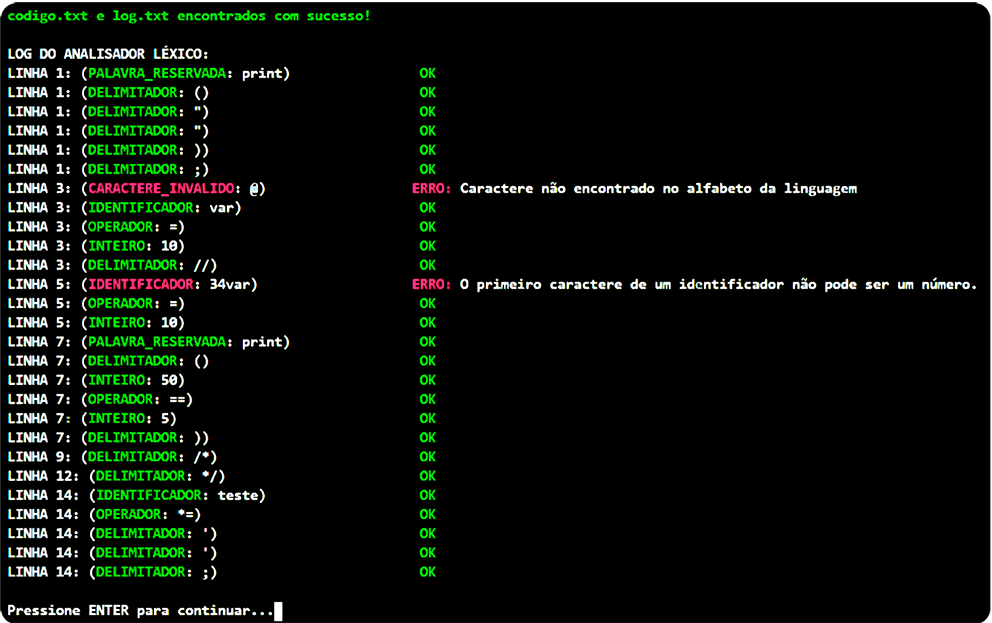 codigo.txt e log.txt encontrados com sucesso!
LOG DO ANALISADOR LÉXICO:
LINHA 1: (PALAVRA_RESERVADA: print) OK
LINHA 1: (DELIMITADOR: () OK
LINHA 1: (DELIMITADOR: ") OK
LINHA 1: (DELIMITADOR: ") OK
LINHA 1: (DELIMITADOR: )) OK
LINHA 1: (DELIMITADOR: ;) OK
LINHA 3: (CARACTERE_INVALIDO: @) ERRO: Caractere não encontrado no alfabeto da linguagem
LINHA 3: (IDENTIFICADOR: var) OK
LINHA 3: (OPERADOR: =) OK
LINHA 3: (INTEIRO: 10) OK
LINHA 3: (DELIMITADOR: //) OK
LINHA 5: (IDENTIFICADOR: 34var) ERRO: O primeiro caractere de um identificador não pode ser um número.
LINHA 5: (OPERADOR: =) OK
LINHA 5: (INTEIRO: 10) OK
LINHA 7: (PALAVRA_RESERVADA: print) OK
LINHA 7: (DELIMITADOR: () OK
LINHA 7: (INTEIRO: 50) OK
LINHA 7: (OPERADOR: ==) OK
LINHA 7: (INTEIRO: 5) OK
LINHA 7: (DELIMITADOR: )) OK
LINHA 9: (DELIMITADOR: /*) OK
LINHA 12: (DELIMITADOR: */) OK
LINHA 14: (IDENTIFICADOR: teste) OK
LINHA 14: (OPERADOR: *=) OK
LINHA 14: (DELIMITADOR: ') OK
LINHA 14: (DELIMITADOR: ') OK
LINHA 14: (DELIMITADOR: ;) OK
Pressione ENTER para continuar...